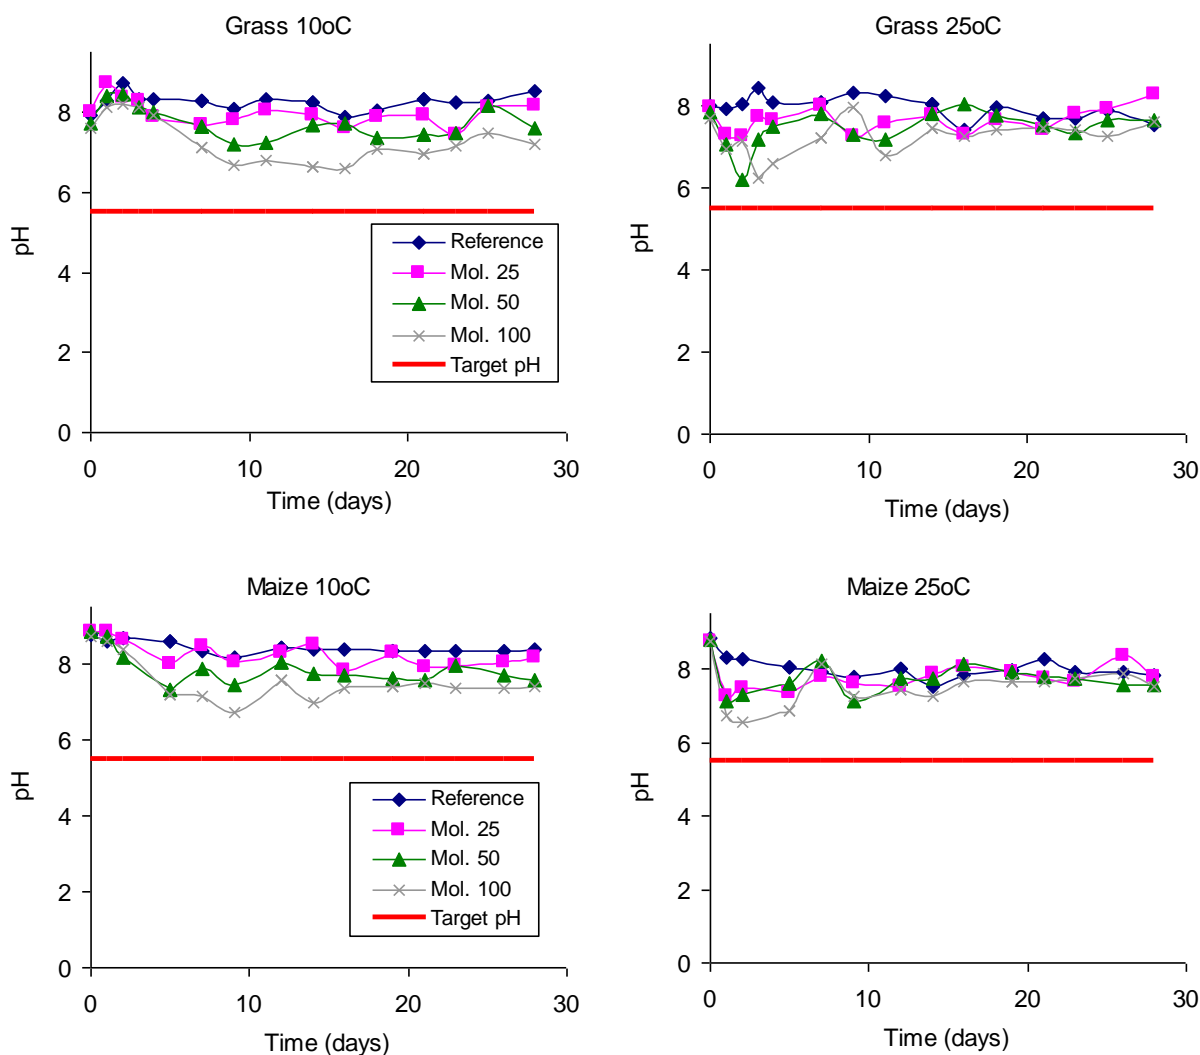 Grass 10oC
8
6
4
2
0
pH
0 10 20 30
Time (days)
Reference
Mol. 25
Mol. 50
Mol. 100
Target pH
Grass 25oC
8
6
4
2
0
pH
0 10 20 30
Time (days)
Maize 10oC
8
6
4
2
0
pH
0 10 20 30
Time (days)
Reference
Mol. 25
Mol. 50
Mol. 100
Target pH
Maize 25oC
8
6
4
2
0
pH
0 10 20 30
Time (days)